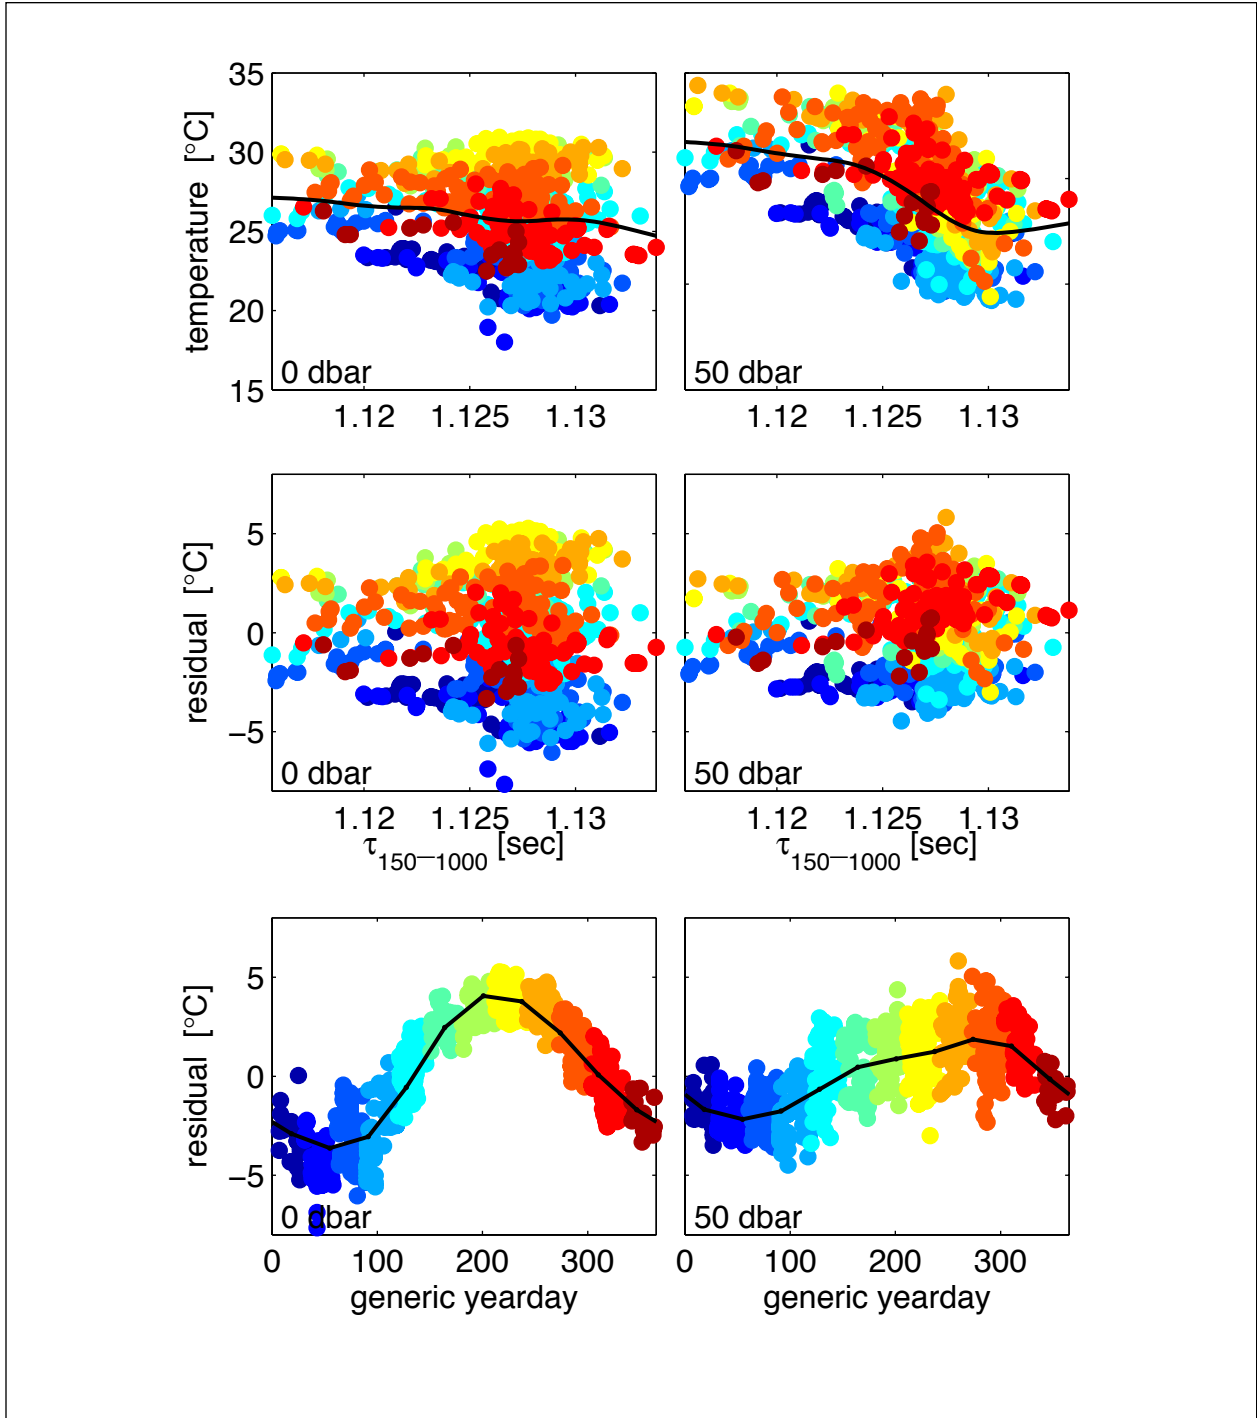 35
30
25
20
15
temperature [°C]
0 dbar
50 dbar
1.12 1.125 1.13
1.12 1.125 1.13
5
0
−5
residual [°C]
0 dbar
50 dbar
1.12 1.125 1.13
1.12 1.125 1.13
τ150−1000 [sec]
τ150−1000 [sec]
5
0
−5
residual [°C]
0 dbar
50 dbar
0 100 200 300
0 100 200 300
generic yearday
generic yearday